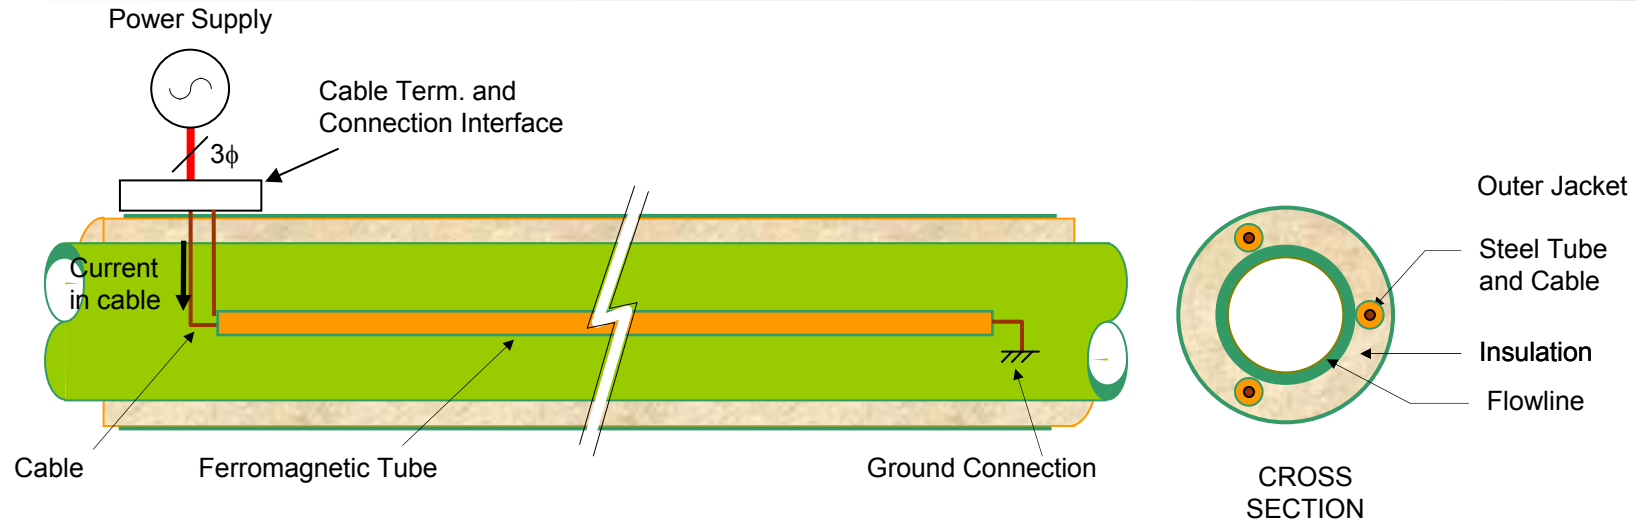 Power Supply
Cable Term. and
Connection Interface
3ϕ
Current
in cable
Cable
Ferromagnetic Tube
Ground Connection
Outer Jacket
Steel Tube
and Cable
Insulation
Flowline
CROSS
SECTION